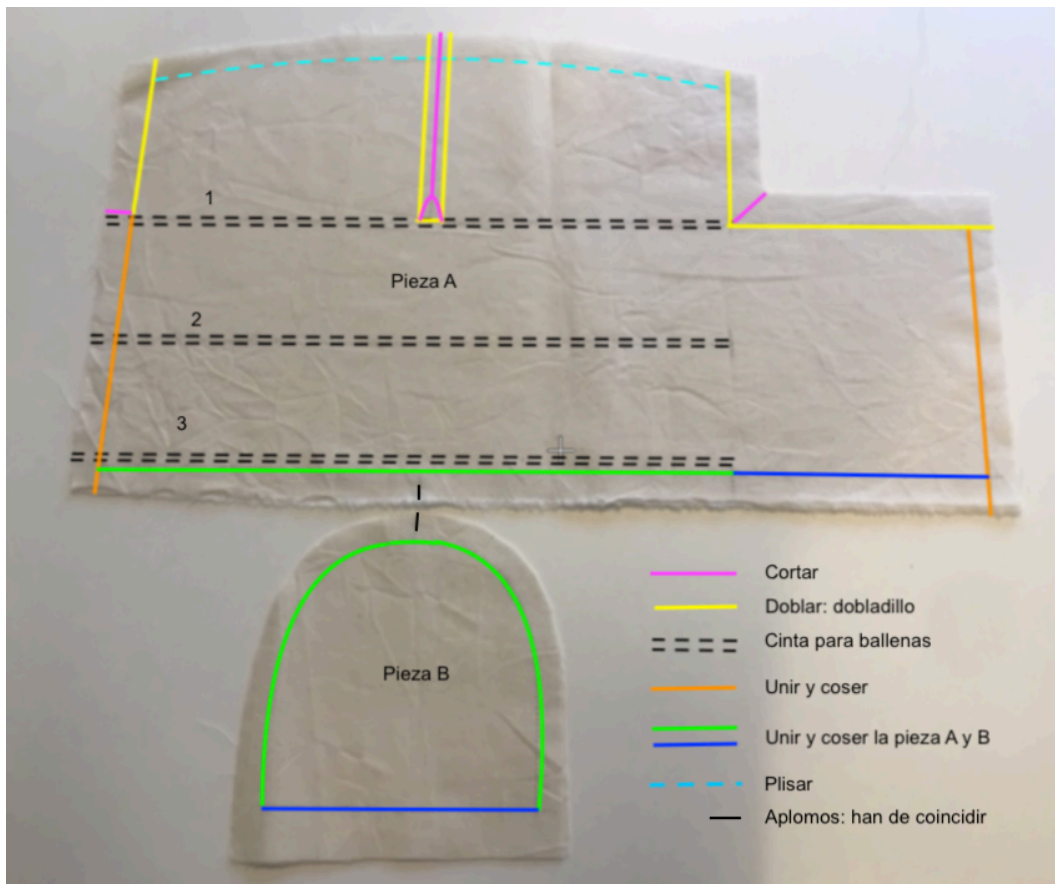 1
Pieza A
2
3
Pieza B
Cortar
Doblar: dobladillo
Cinta para ballenas
Unir y coser
Unir y coser la pieza A y B
Plisar
Aplomos: han de coincidir